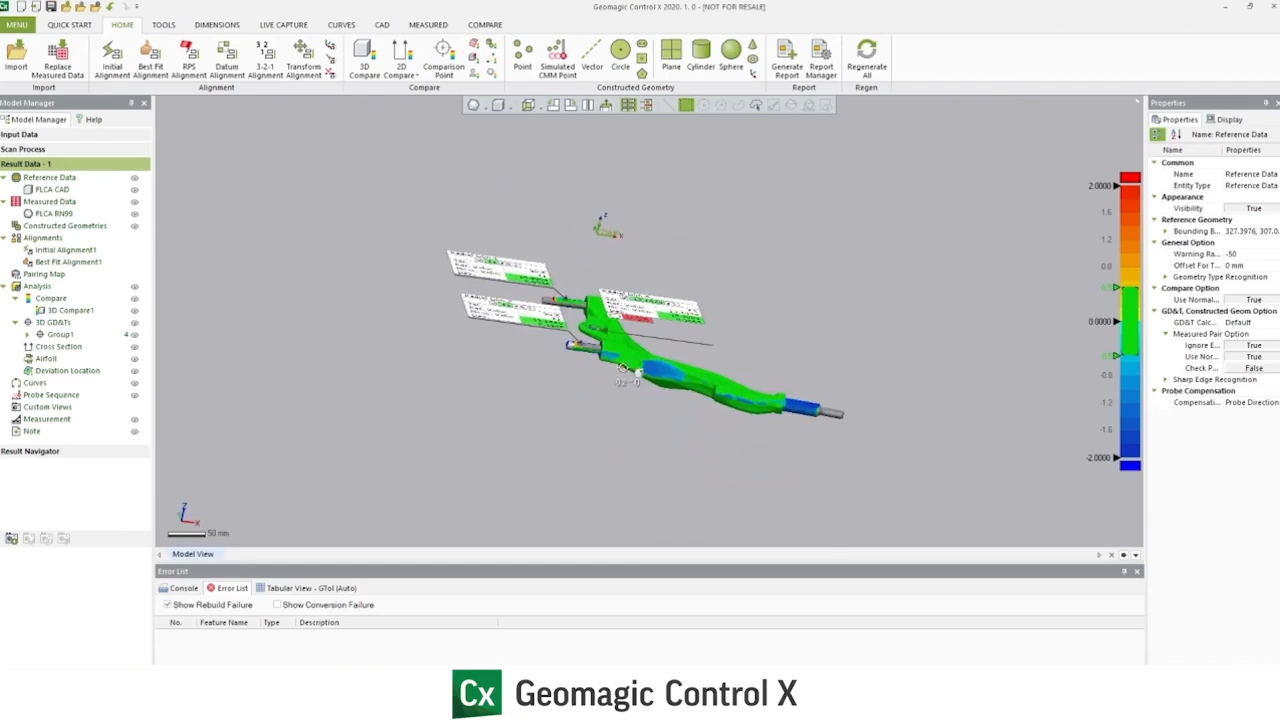 Geomagic Control X 2020. 1. 0 - [NOT FOR RESALE]
MENU QUICK START HOME TOOLS DIMENSIONS LIVE CAPTURE CURVES CAD MEASURED COMPARE
Import
Replace Measured Data
Initial Alignment
Best Fit Alignment
RPS Alignment
Datum Alignment
3-2-1 Alignment
Transform Alignment
3D Compare
2D Compare
Comparison Point
Point
Simulated CMM Point
Vector
Circle
Plane
Cylinder
Sphere
Generate Report
Report Manager
Regenerate All
Import Alignment Compare Constructed Geometry Report Regen
Model Manager
Model Manager Help
Input Data
Scan Process
Result Data - 1
Reference Data
FLCA CAD
Measured Data
FLCA RN99
Constructed Geometries
Alignments
Initial Alignment1
Best Fit Alignment1
Pairing Map
Analysis
Compare
3D Compare1
3D GD&Ts
Group1 4
Cross Section
Airfoil
Deviation Location
Curves
Probe Sequence
Custom Views
Measurement
Note
Result Navigator
2.0000
1.6
1.2
0.8
0.0000
-1.2
-1.6
-2.0000
Z
X
50 mm
Model View
Error List
Console Error List Tabular View - GTol (Auto)
Show Rebuild Failure Show Conversion Failure
No. Feature Name Type Description
Properties
Properties Display
Name: Reference Data
Name Properties
Common
Name Reference Data
Entity Type Reference Data
Appearance
Visibility True
Reference Geometry
Bounding B... 327.3976, 307.0.
General Option
Warning Ra... -50
Offset For T... 0 mm
Geometry Type Recognition
Compare Option
Use Normal... True
GD&T, Constructed Geom Option
GD&T Calc... Default
Measured Pair Option
Ignore E... True
Use Nor... True
Check P... False
Sharp Edge Recognition
Probe Compensation
Compensati... Probe Direction
Cx Geomagic Control X